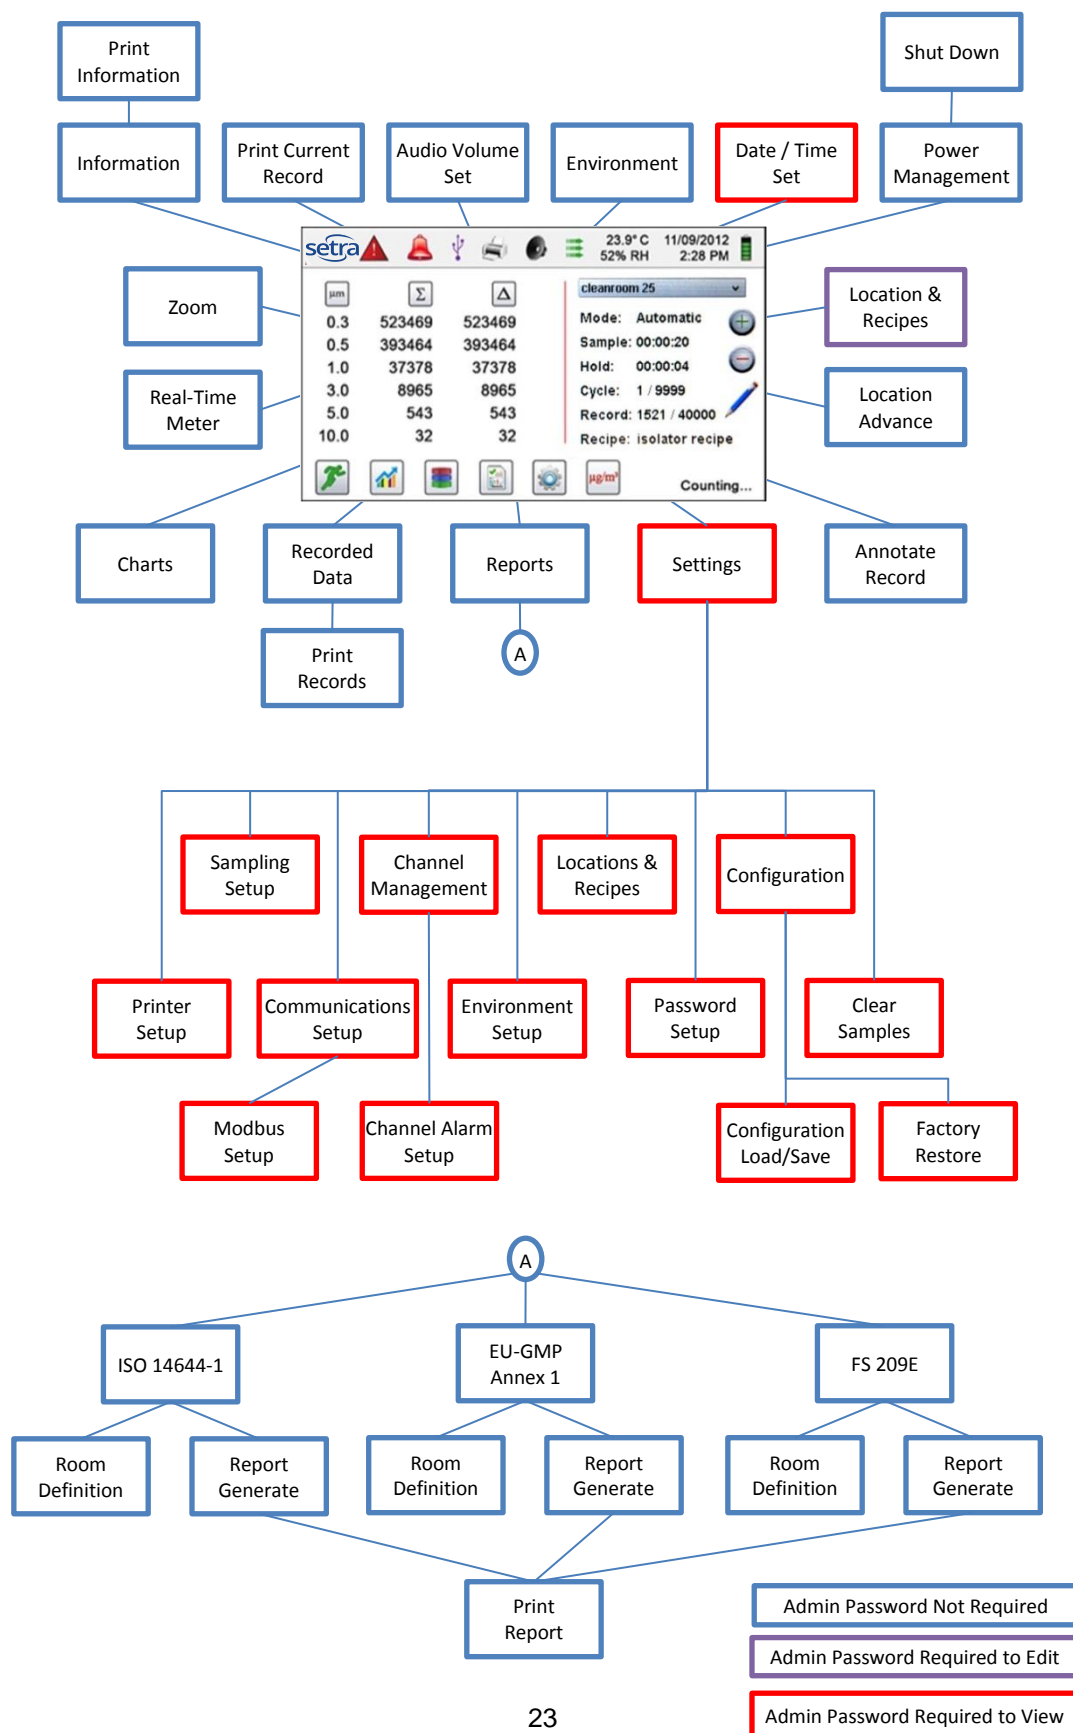 Print
Information
Shut Down
Information
Print Current
Record
Audio Volume
Set
Environment
Date / Time
Set
Power
Management
setra
23.9° C
52% RH
11/09/2012
2:28 PM
Zoom
Real-Time
Meter
µm Σ Δ
0.3 523469 523469
0.5 393464 393464
1.0 37378 37378
3.0 8965 8965
5.0 543 543
10.0 32 32
cleanroom 25
Mode: Automatic
Sample: 00:00:20
Hold: 00:00:04
Cycle: 1 / 9999
Record: 1521 / 40000
Recipe: isolator recipe
µg/m³
Counting...
Location &
Recipes
Location
Advance
Charts
Recorded
Data
Reports
Settings
Annotate
Record
Print
Records
A
Sampling
Setup
Channel
Management
Locations &
Recipes
Configuration
Printer
Setup
Communications
Setup
Environment
Setup
Password
Setup
Clear
Samples
Modbus
Setup
Channel Alarm
Setup
Configuration
Load/Save
Factory
Restore
A
ISO 14644-1
EU-GMP
Annex 1
FS 209E
Room
Definition
Report
Generate
Room
Definition
Report
Generate
Room
Definition
Report
Generate
Print
Report
Admin Password Not Required
Admin Password Required to Edit
Admin Password Required to View
23